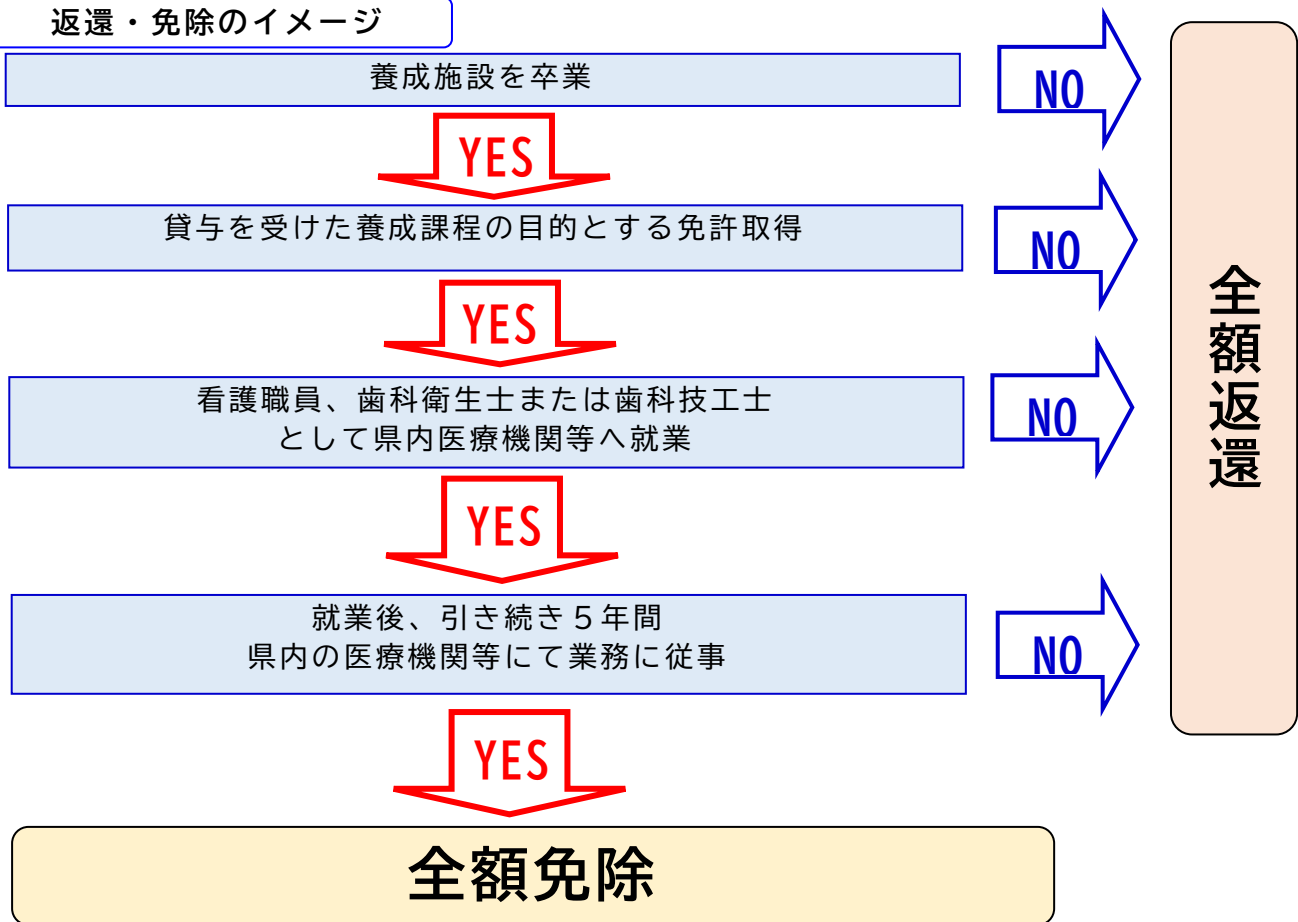 返還・免除のイメージ
養成施設を卒業
NO
YES
貸与を受けた養成課程の目的とする免許取得
NO
YES
看護職員、歯科衛生士または歯科技工士
として県内医療機関等へ就業
NO
YES
就業後、引き続き５年間
県内の医療機関等にて業務に従事
NO
YES
全額返還
全額免除